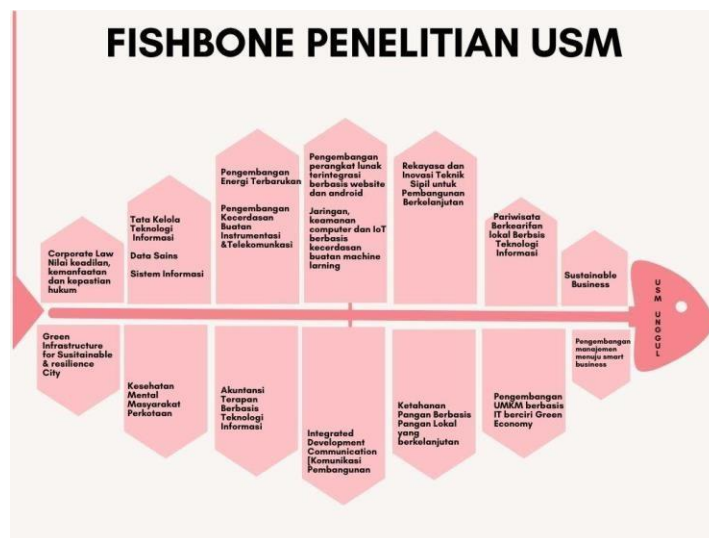 FISHBONE PENELITIAN USM
Corporate Law
Nilai keadilan,
kemanfaatan
dan kepastian
hukum
Tata Kelola
Teknologi
Informasi
Data Sains
Sistem Informasi
Pengembangan
Energi Terbarukan
Pengembangan
Kecerdasan
Buatan
Instrumentasi
&Telekomunkasi
Pengembangan
perangkat lunak
terintegrasi
berbasis website
dan android
Jaringan,
keamanan
computer dan IoT
berbasis
kecerdasan
buatan machine
larning
Rekayasa dan
Inovasi Teknik
Sipil untuk
Pembangunan
Berkelanjutan
Pariwisata
Berkearifan
lokal Berbsis
Teknologi
Informasi
Sustainable
Business
USM UNGGUL
Green
Infrastructure
for Susitainable
& resilience
City
Kesehatan
Mental
Masyarakat
Perkotaan
Akuntansi
Terapan
Berbasis
Teknologi
Informasi
Integrated
Development
Communication
[Komunikasi
Pembangunan
Ketahanan
Pangan Berbasis
Pangan Lokal
yang
berkelanjutan
Pengembangan
UMKM berbasis
IT berciri Green
Economy
Pengembangan
manajemen
menuju smart
business